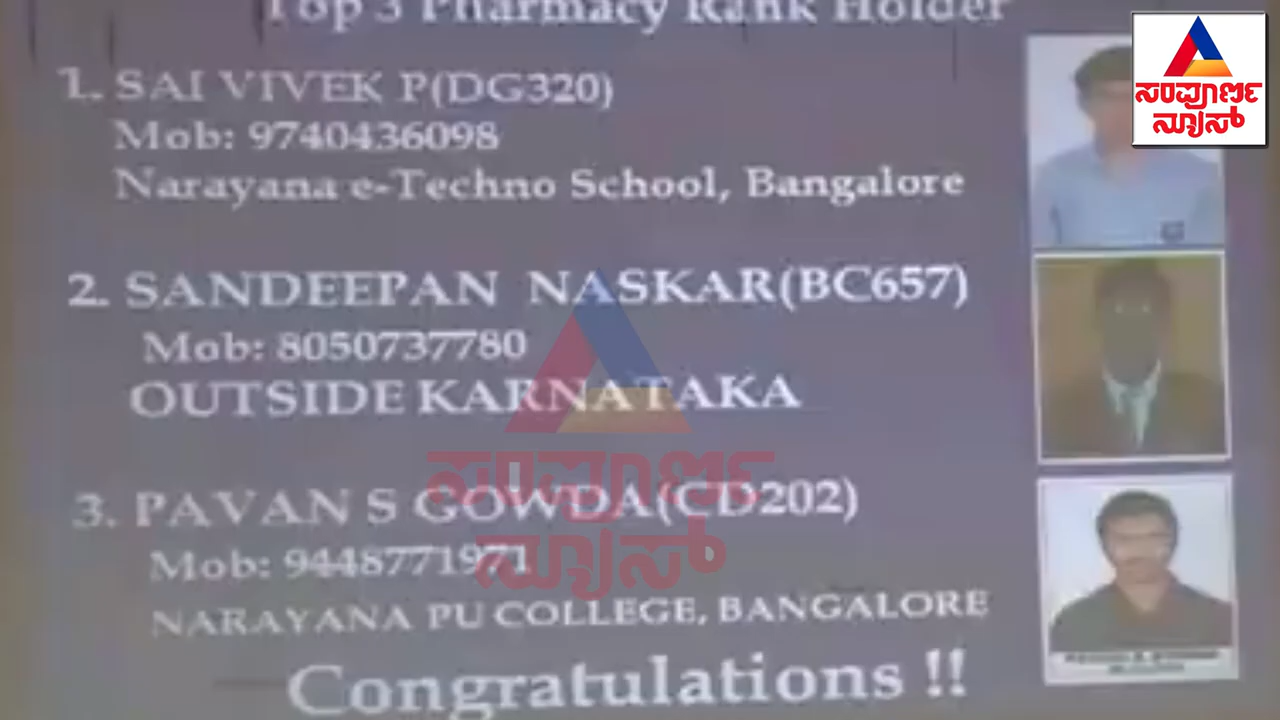 Top 3 Pharmacy Rank Holder
1. SAI VIVEK P(DG320)
Mob: 9740436098
Narayana e-Techno School, Bangalore
2. SANDEEPAN NASKAR(BC657)
Mob: 8050737780
OUTSIDE KARNATAKA
3. PAVAN S GOWDA(CD202)
Mob: 9448771971
NARAYANA PU COLLEGE, BANGALORE
Congratulations !!
ಸಂಪೂರ್ಣ
ನ್ಯೂಸ್
ಸಂಪೂರ್ಣ
ನ್ಯೂಸ್